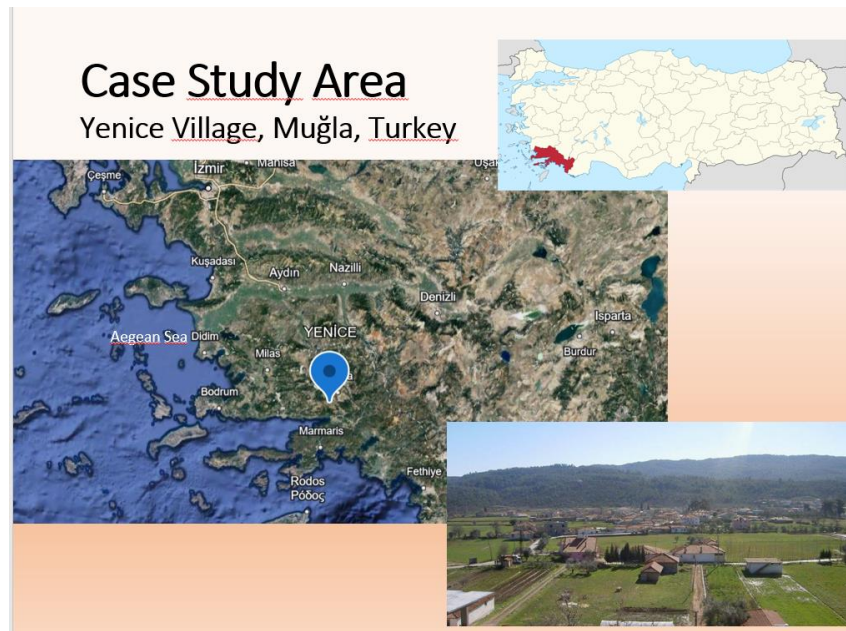 Case Study Area
Yenice Village, Muğla, Turkey
Manisa
Uşak
İzmir
Çeşme
Kuşadası
Aydın
Nazilli
Denizli
Isparta
Aegean Sea
Didim
YENİCE
Milas
Burdur
Bodrum
Marmaris
Fethiye
Rodos
Ρόδος